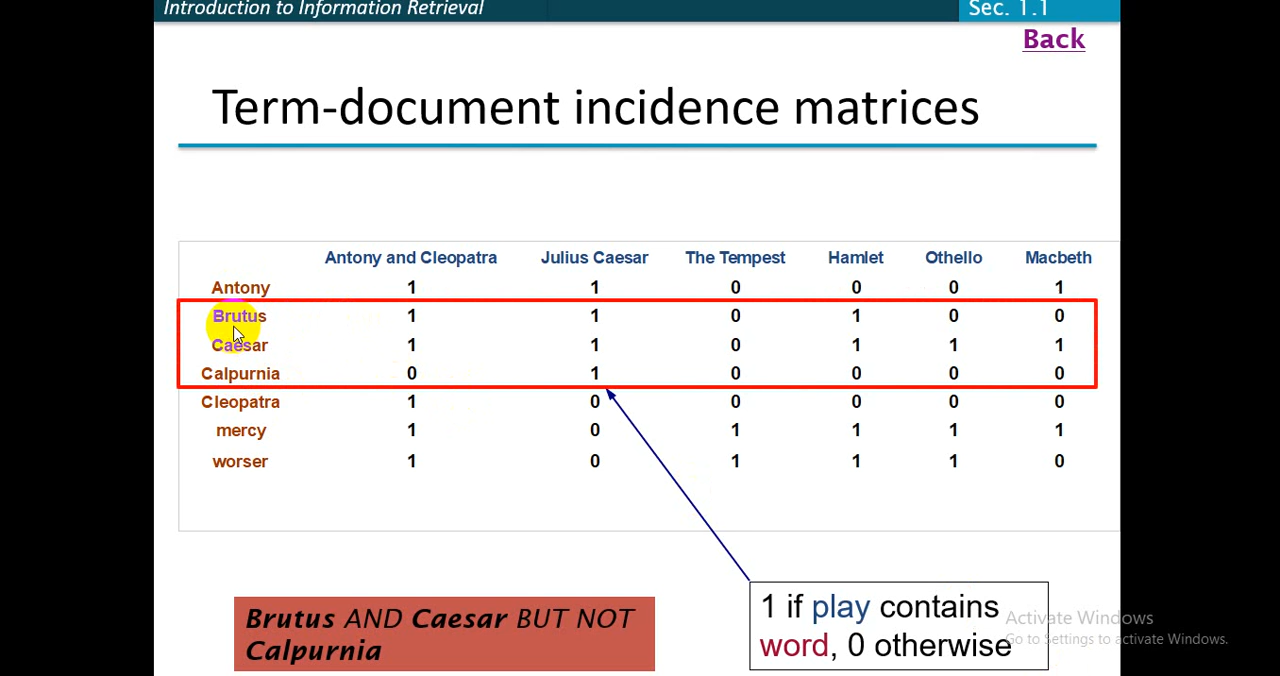 Introduction to Information Retrieval Sec. 1.1
Back
Term-document incidence matrices
Antony and Cleopatra Julius Caesar The Tempest Hamlet Othello Macbeth
Antony 1 1 0 0 0 1
Brutus 1 1 0 1 0 0
Caesar 1 1 0 1 1 1
Calpurnia 0 1 0 0 0 0
Cleopatra 1 0 0 0 0 0
mercy 1 0 1 1 1 1
worser 1 0 1 1 1 0
Brutus AND Caesar BUT NOT
Calpurnia
1 if play contains
word, 0 otherwise
Activate Windows
Go to Settings to activate Windows.